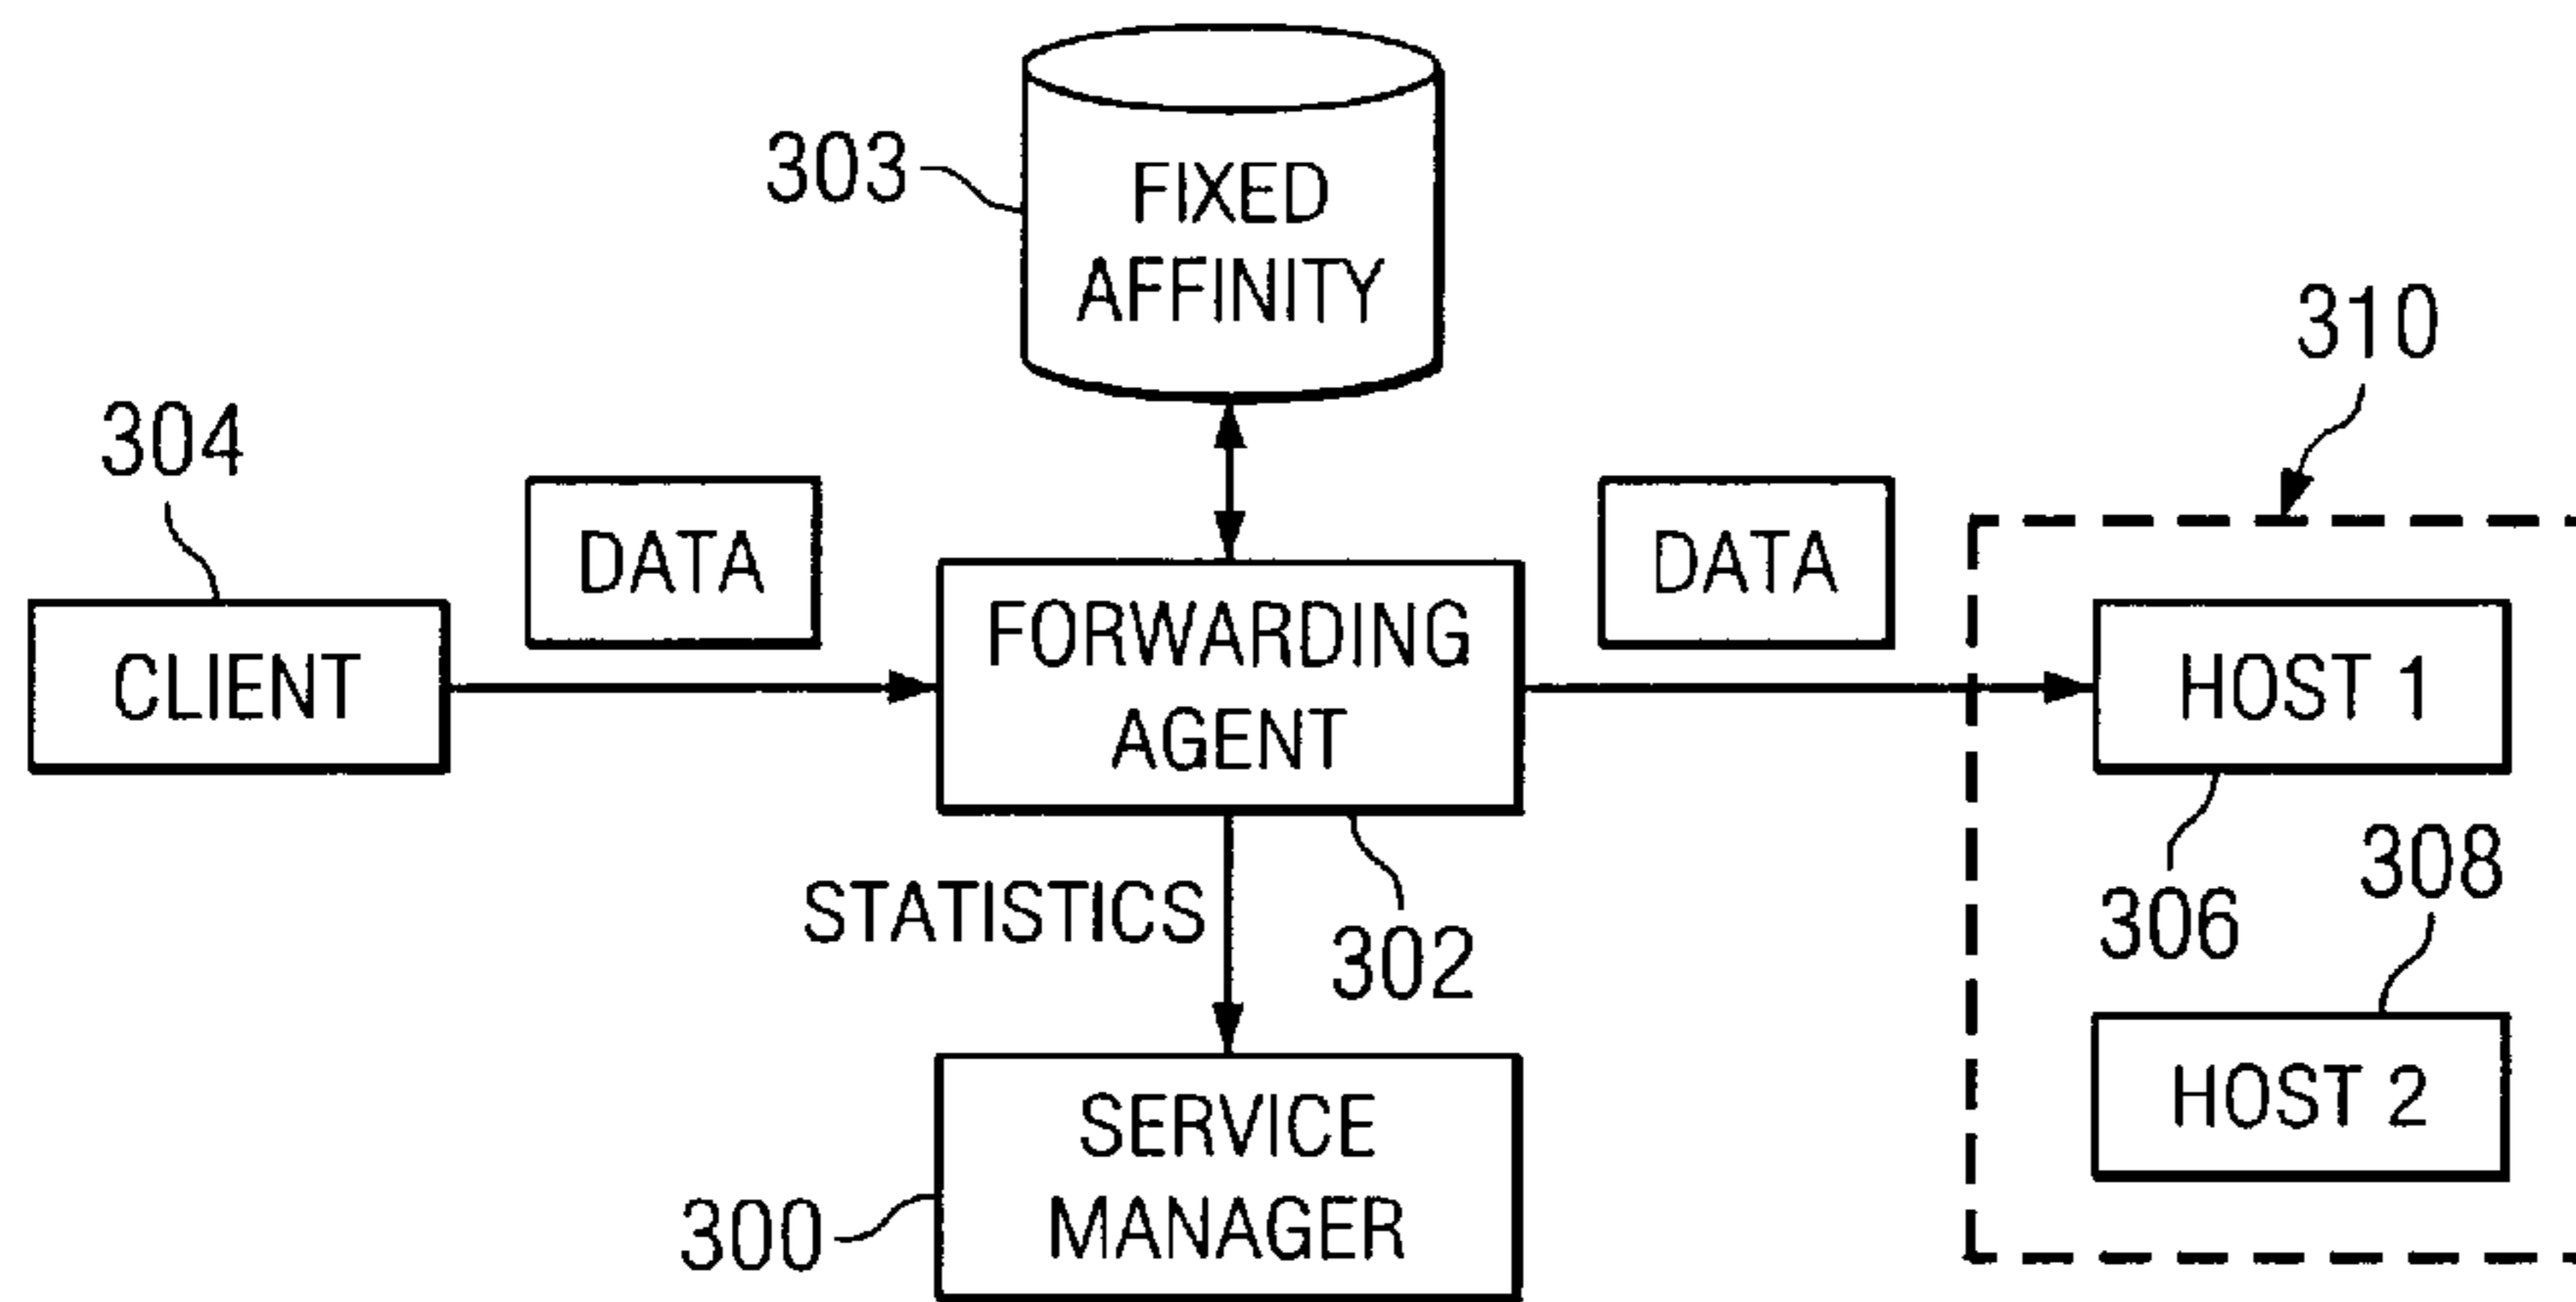 303
FIXED
AFFINITY
310
304
DATA
DATA
CLIENT
FORWARDING
AGENT
HOST 1
306
308
STATISTICS
302
HOST 2
SERVICE
MANAGER
300